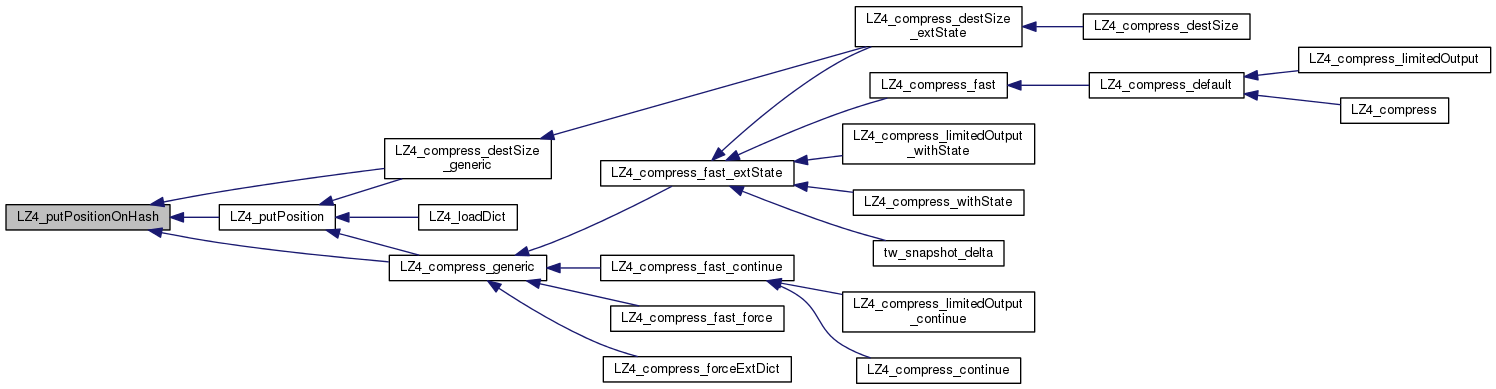 LZ4_compress_destSize
_extState
LZ4_compress_destSize
LZ4_compress_limitedOutput
LZ4_compress_fast
LZ4_compress_default
LZ4_compress
LZ4_compress_destSize
_generic
LZ4_compress_limitedOutput
_withState
LZ4_compress_fast_extState
LZ4_compress_withState
LZ4_putPositionOnHash
LZ4_putPosition
LZ4_loadDict
tw_snapshot_delta
LZ4_compress_generic
LZ4_compress_fast_continue
LZ4_compress_limitedOutput
_continue
LZ4_compress_fast_force
LZ4_compress_forceExtDict
LZ4_compress_continue